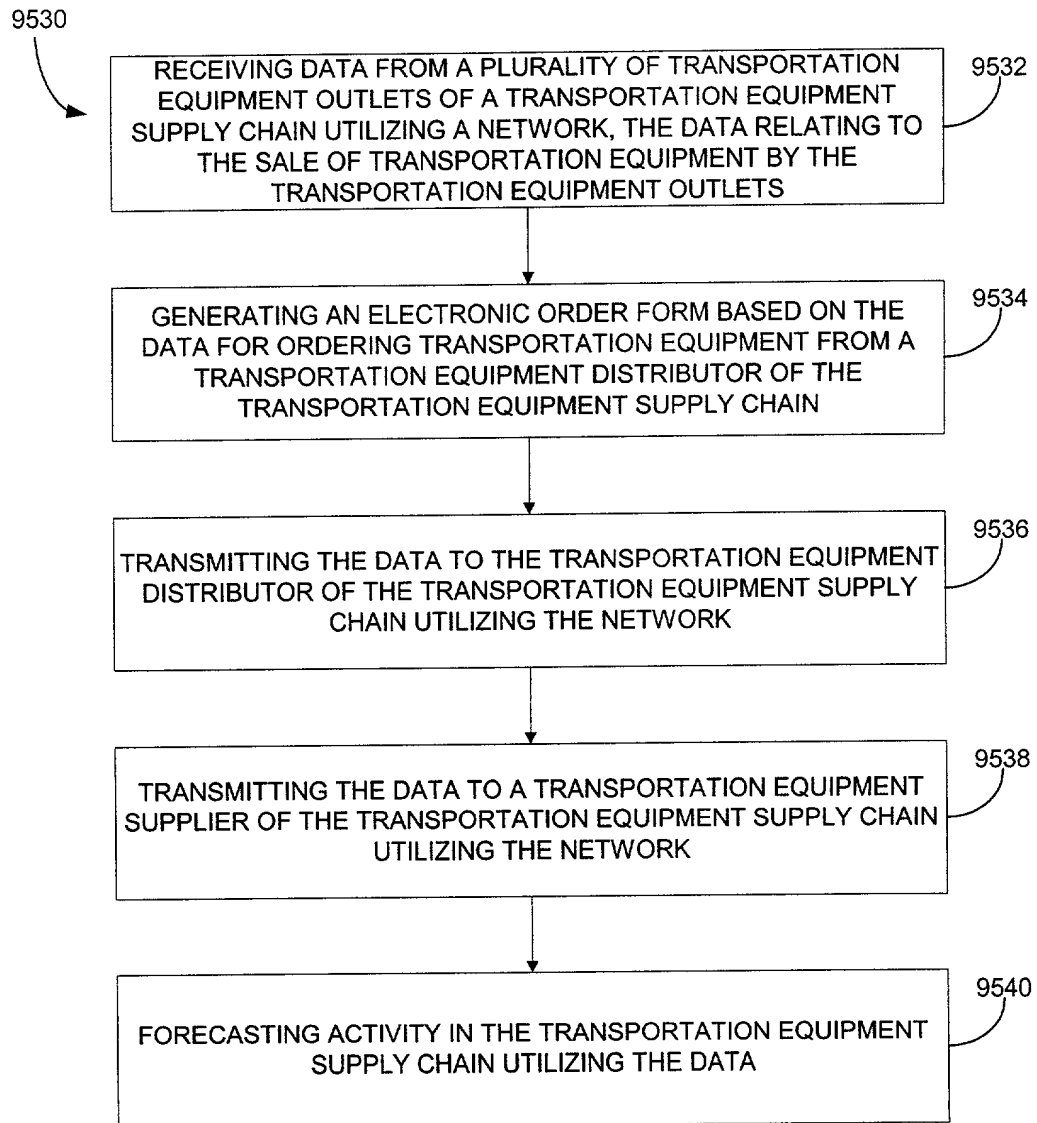 9530
RECEIVING DATA FROM A PLURALITY OF TRANSPORTATION
EQUIPMENT OUTLETS OF A TRANSPORTATION EQUIPMENT
SUPPLY CHAIN UTILIZING A NETWORK, THE DATA RELATING TO
THE SALE OF TRANSPORTATION EQUIPMENT BY THE
TRANSPORTATION EQUIPMENT OUTLETS
9532
GENERATING AN ELECTRONIC ORDER FORM BASED ON THE
DATA FOR ORDERING TRANSPORTATION EQUIPMENT FROM A
TRANSPORTATION EQUIPMENT DISTRIBUTOR OF THE
TRANSPORTATION EQUIPMENT SUPPLY CHAIN
9534
TRANSMITTING THE DATA TO THE TRANSPORTATION EQUIPMENT
DISTRIBUTOR OF THE TRANSPORTATION EQUIPMENT SUPPLY
CHAIN UTILIZING THE NETWORK
9536
TRANSMITTING THE DATA TO A TRANSPORTATION EQUIPMENT
SUPPLIER OF THE TRANSPORTATION EQUIPMENT SUPPLY CHAIN
UTILIZING THE NETWORK
9538
FORECASTING ACTIVITY IN THE TRANSPORTATION EQUIPMENT
SUPPLY CHAIN UTILIZING THE DATA
9540